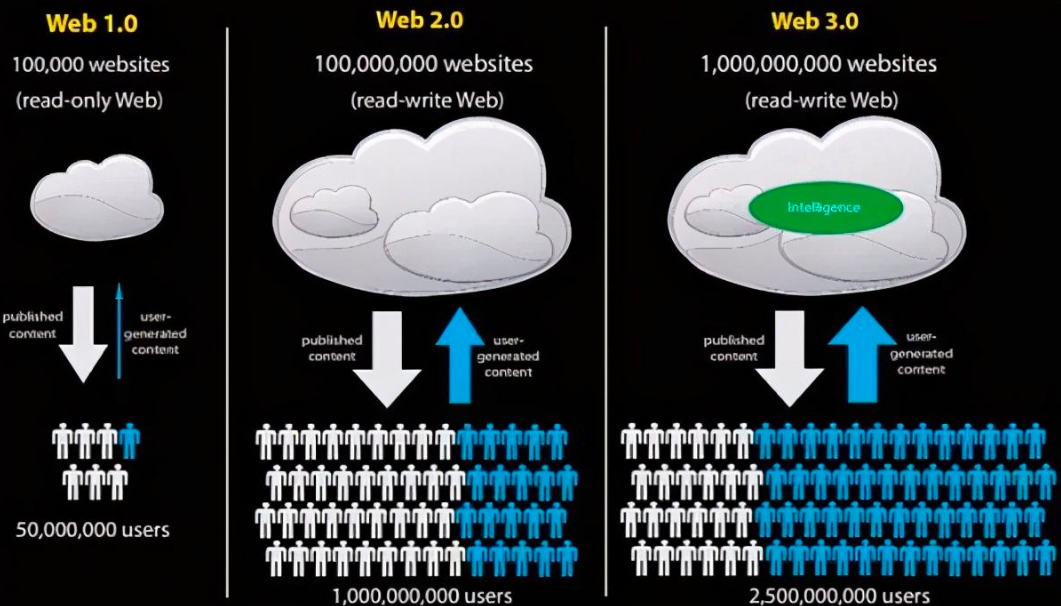 Web 1.0
100,000 websites
(read-only Web)
published
content
user-
generated
content
50,000,000 users
Web 2.0
100,000,000 websites
(read-write Web)
published
content
user-
generated
content
1,000,000,000 users
Web 3.0
1,000,000,000 websites
(read-write Web)
Intelligence
published
content
user-
generated
content
2,500,000,000 users